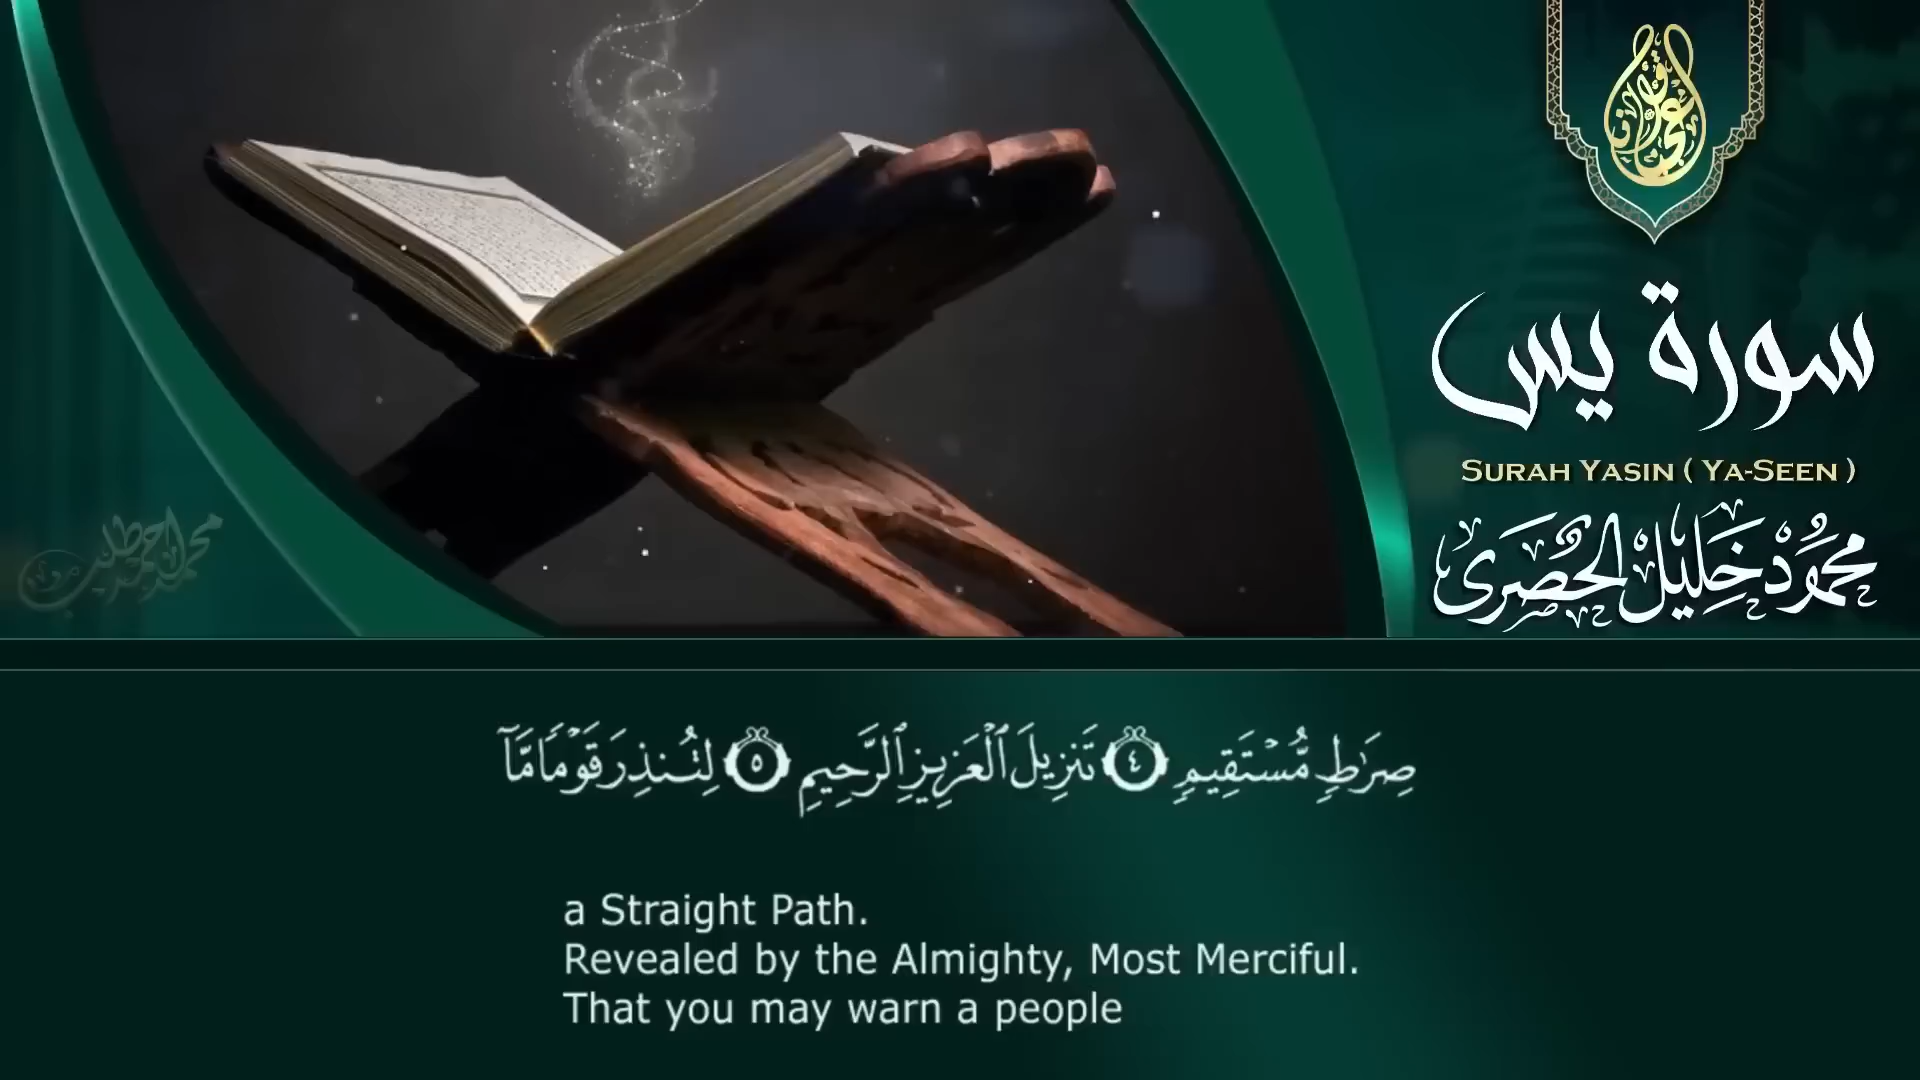 سورة يس
SURAH YASIN ( YA-SEEN )
محمود خليل الحصرى
صِرَٰطٍ مُّسْتَقِيمٍ ٤ تَنزِيلَ ٱلْعَزِيزِ ٱلرَّحِيمِ ٥ لِتُنذِرَ قَوْمًا مَّآ
a Straight Path.
Revealed by the Almighty, Most Merciful.
That you may warn a people